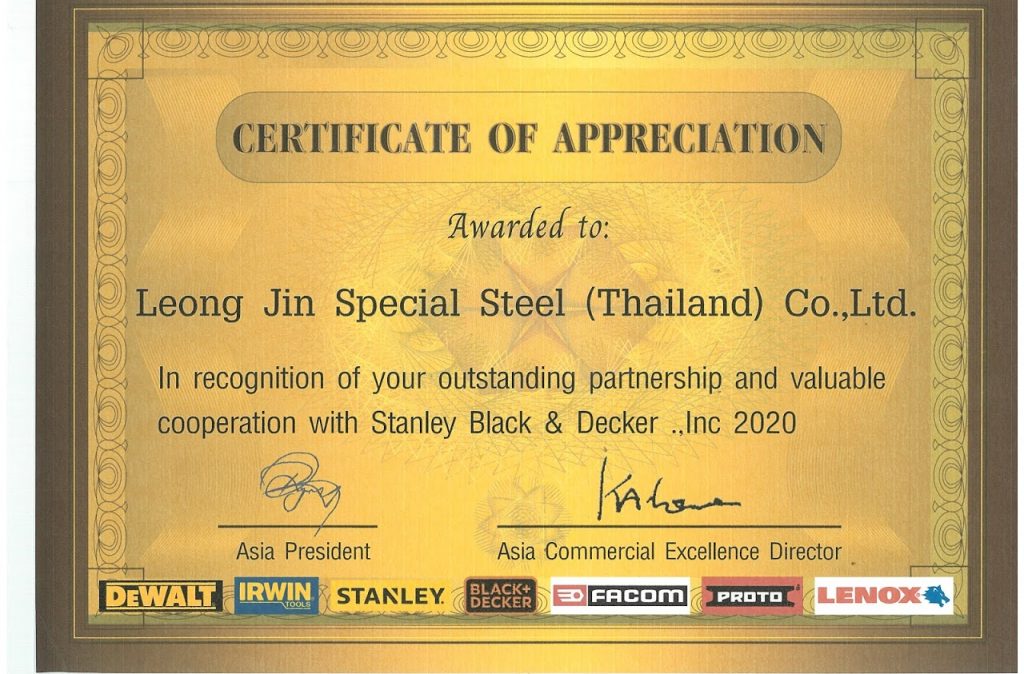 CERTIFICATE OF APPRECIATION
Awarded to:
Leong Jin Special Steel (Thailand) Co.,Ltd.
In recognition of your outstanding partnership and valuable
cooperation with Stanley Black & Decker .,Inc 2020
Asia President
Asia Commercial Excellence Director
DEWALT
IRWIN TOOLS
STANLEY
BLACK+
DECKER
FACOM
PROTO
LENOX